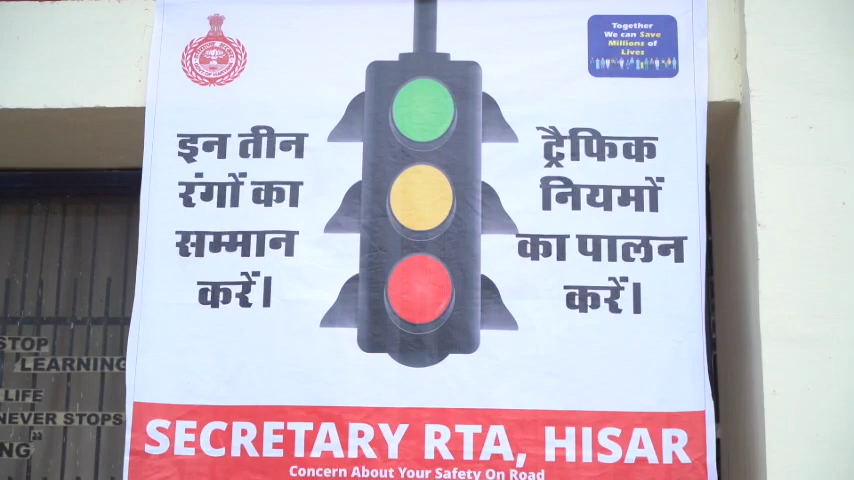 Together
We can Save
Millions of
Lives
इन तीन
रंगों का
सम्मान
करें।
ट्रैफिक
नियमों
का पालन
करें।
STOP
LEARNING
LIFE
NEVER STOPS
SECRETARY RTA, HISAR
Concern About Your Safety On Road